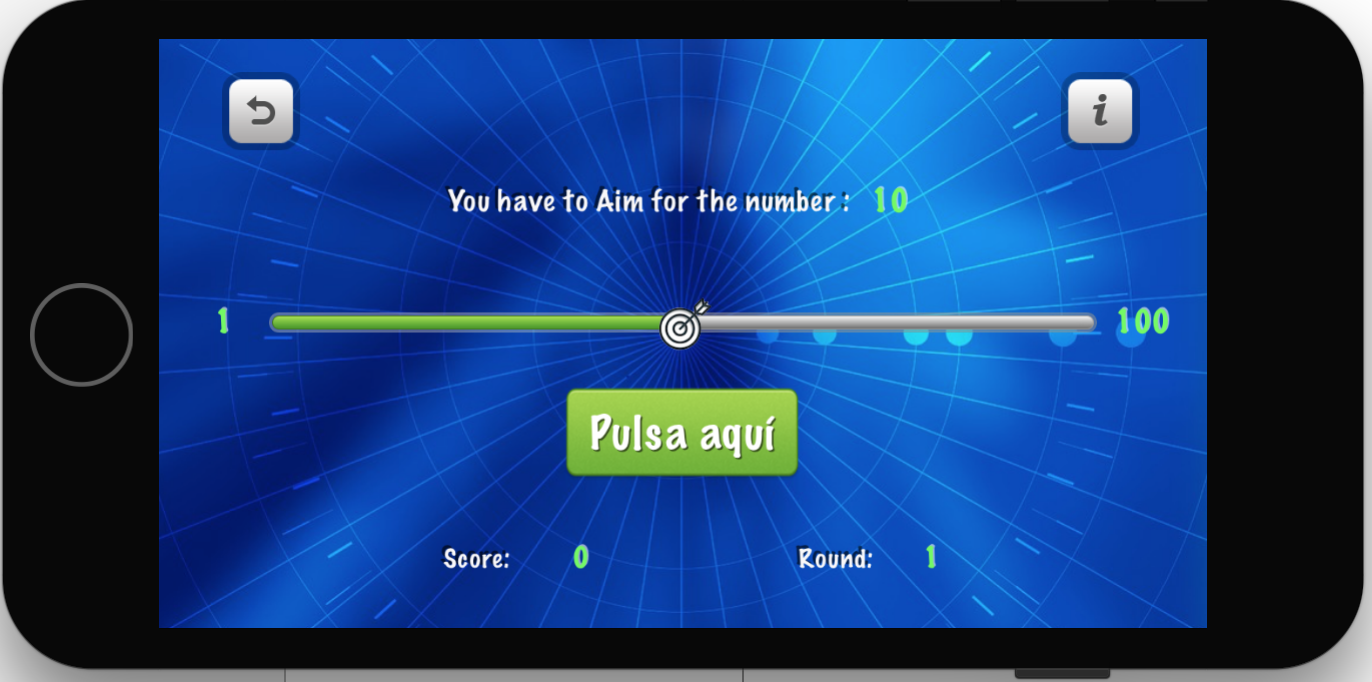 i
You have to Aim for the number : 10
1 100
Pulsa aquí
Score: 0 Round: 1